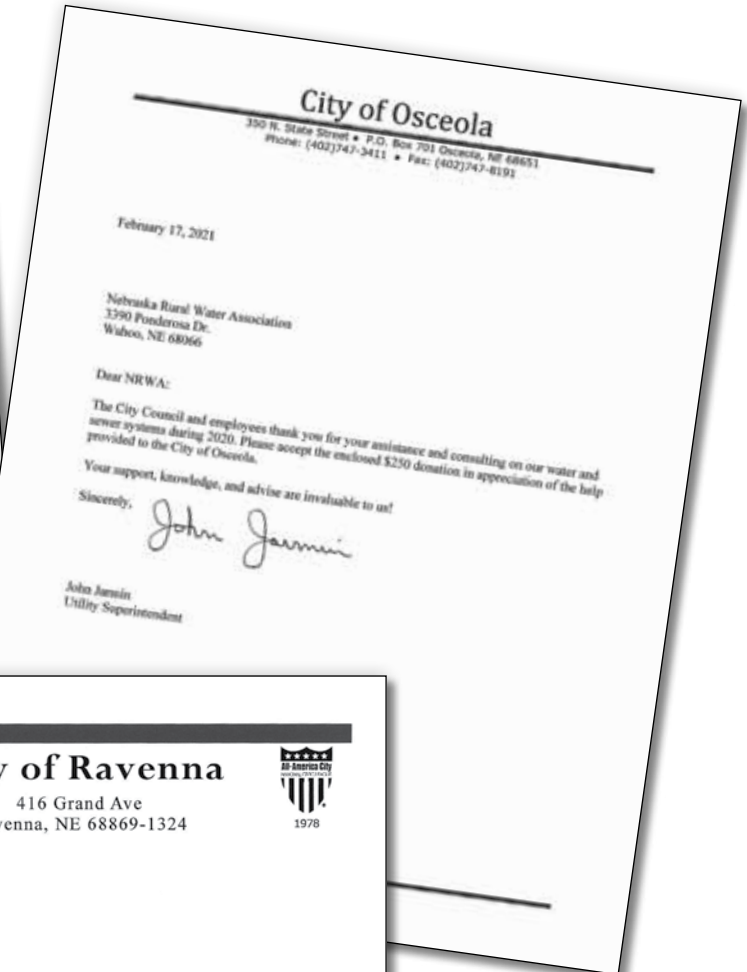 City of Osceola
350 N. State Street • P.O. Box 701 Osceola, NE 68651
Phone: (402)747-3411 • Fax: (402)747-8191
February 17, 2021
Nebraska Rural Water Association
3390 Ponderosa Dr.
Wahoo, NE 68066
Dear NRWA:
The City Council and employees thank you for your assistance and consulting on our water and
sewer systems during 2020. Please accept the enclosed $250 donation in appreciation of the help
provided to the City of Osceola.
Your support, knowledge, and advise are invaluable to us!
Sincerely,
John
John
Utility Superintendent
y of Ravenna
416 Grand Ave
venna, NE 68869-1324
All-America City
1978